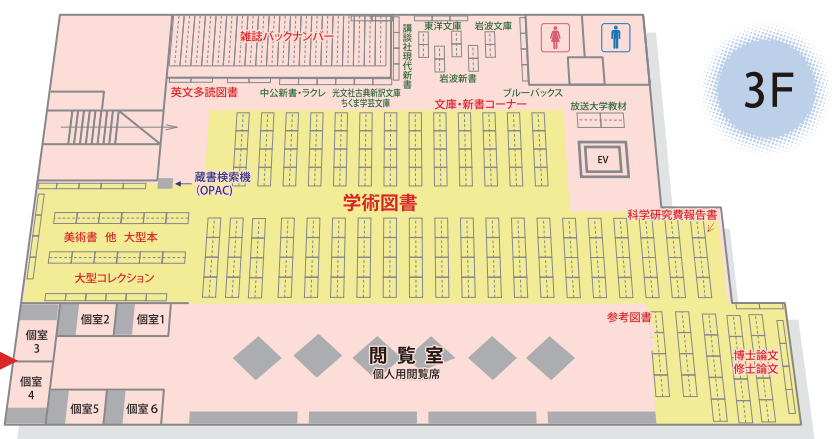 3F
雑誌バックナンバー
講談社現代新書
東洋文庫
岩波文庫
岩波新書
英文多読図書
中公新書・ラクレ
光文社古典新訳文庫
ちくま学芸文庫
文庫・新書コーナー
ブルーバックス
放送大学教材
EV
蔵書検索機
(OPAC)
学術図書
科学研究費報告書
美術書 他 大型本
大型コレクション
個室2
個室1
個室
3
個室
4
個室5
個室6
閲覧室
個人用閲覧席
参考図書
博士論文
修士論文